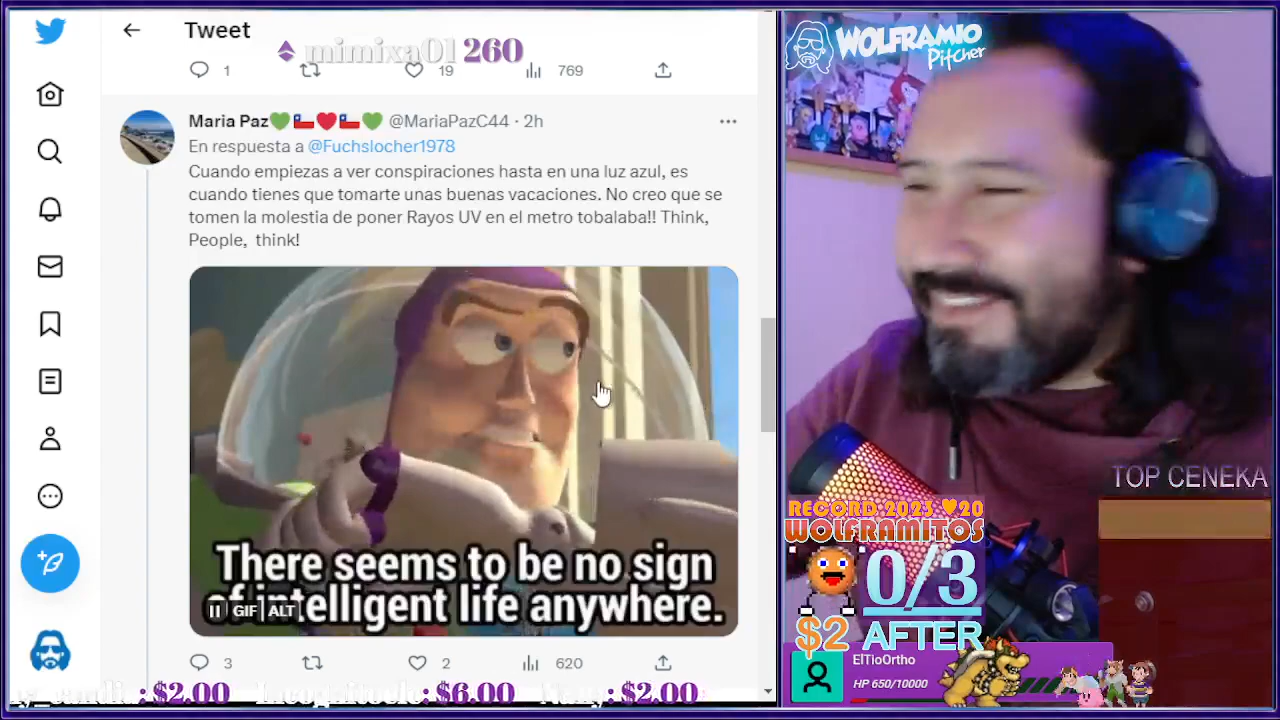 Tweet
mimixa01 260
1
19
769
Maria Paz💚🇨🇱❤️🇨🇱💚 @MariaPazC44 · 2h
En respuesta a @Fuchslocher1978
Cuando empiezas a ver conspiraciones hasta en una luz azul, es
cuando tienes que tomarte unas buenas vacaciones. No creo que se
tomen la molestia de poner Rayos UV en el metro tobalaba!! Think,
People, think!
There seems to be no sign
of intelligent life anywhere.
GIF ALT
3
2
620
: $2.00
: $6.00
: $2.00
WOLFRAMIO
Pitcher
TOP CENEKA
RECORD 2023 ♥20
WOLFRAMITOS
0/3
$2 AFTER
ElTioOrtho
HP 650/10000